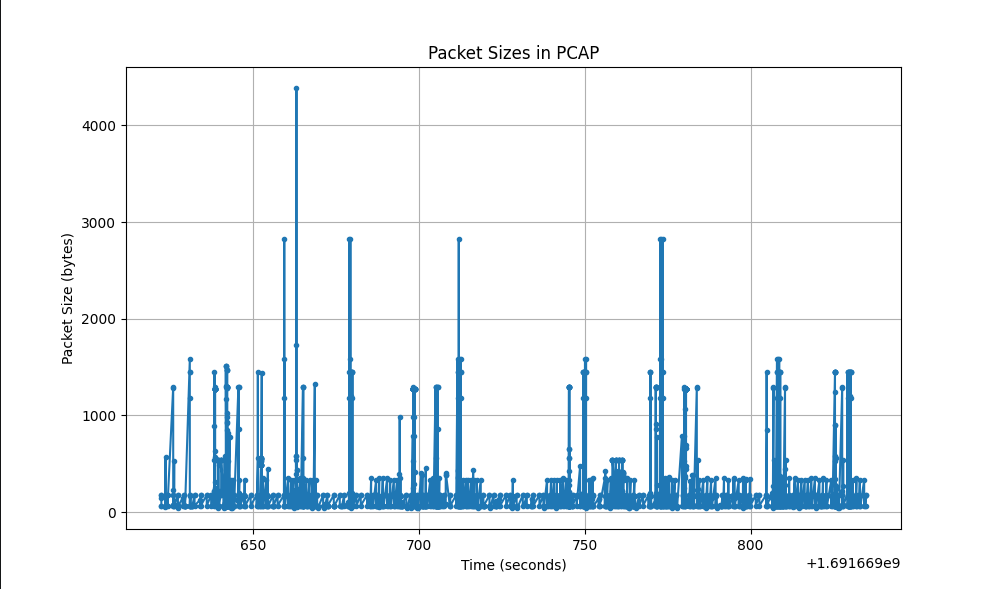 Packet Sizes in PCAP
Packet Size (bytes)
4000
3000
2000
1000
0
650
700
750
800
Time (seconds)
+1.691669e9